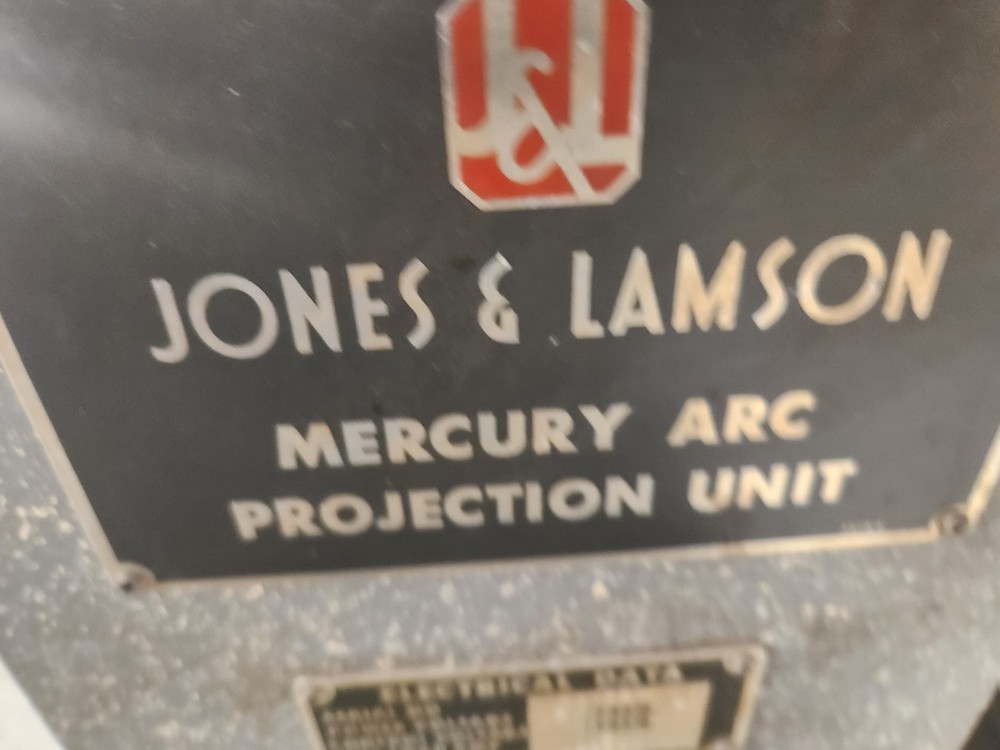 J&L
JONES & LAMSON
MERCURY ARC
PROJECTION UNIT
ELECTRICAL DATA